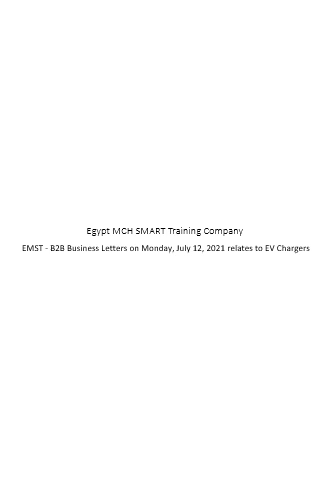 Egypt MCH SMART Training Company
EMST - B2B Business Letters on Monday, July 12, 2021 relates to EV Chargers